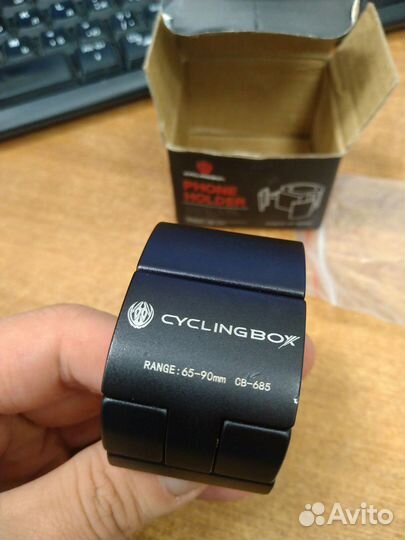 PHONE
HOLDER
CYCLINGBOX
RANGE:65-90mm CB-685
Avito